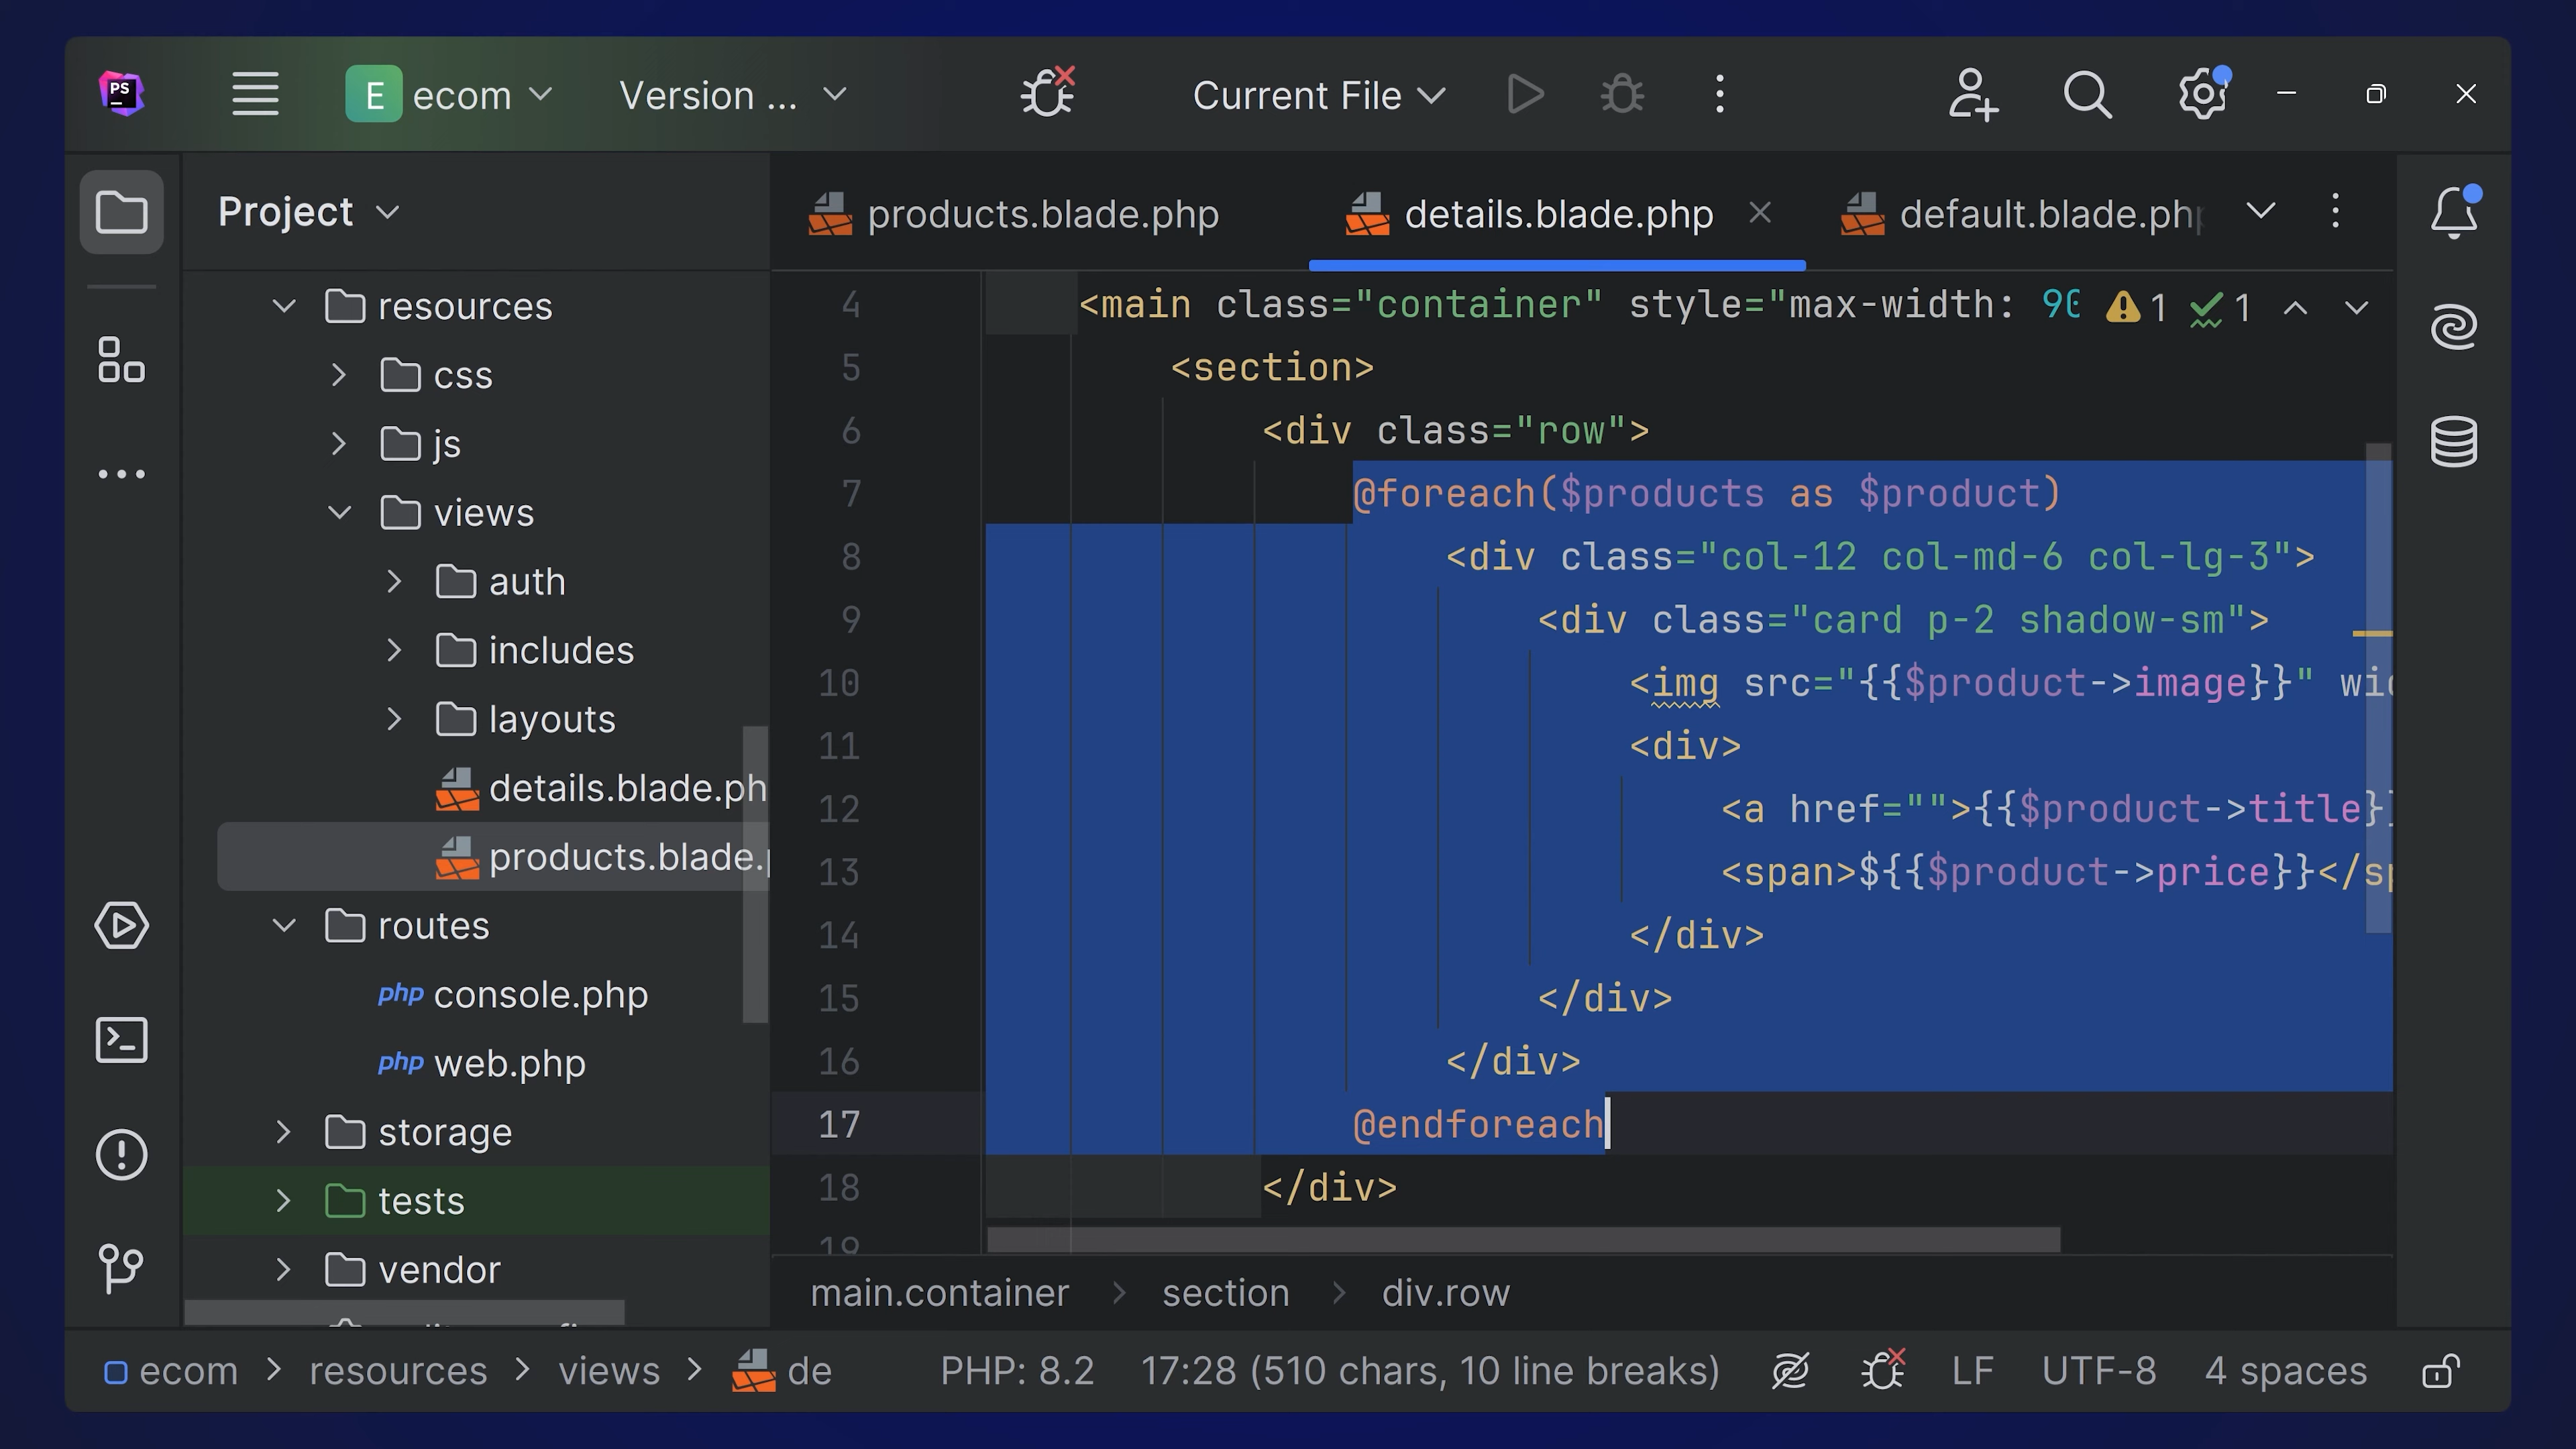 PS
E ecom
Version ...
Current File
Project
resources
css
js
views
auth
includes
layouts
details.blade.ph
products.blade.
routes
php console.php
php web.php
storage
tests
vendor
products.blade.php
details.blade.php
default.blade.php
4 <main class="container" style="max-width: 90
1 1
5 <section>
6 <div class="row">
7 @foreach($products as $product)
8 <div class="col-12 col-md-6 col-lg-3">
9 <div class="card p-2 shadow-sm">
10 <img src="{{$product->image}}" wid
11 <div>
12 <a href="">{{$product->title}}
13 <span>${{$product->price}}</sp
14 </div>
15 </div>
16 </div>
17 @endforeach
18 </div>
19
main.container > section > div.row
ecom > resources > views > de
PHP: 8.2
17:28 (510 chars, 10 line breaks)
LF
UTF-8
4 spaces